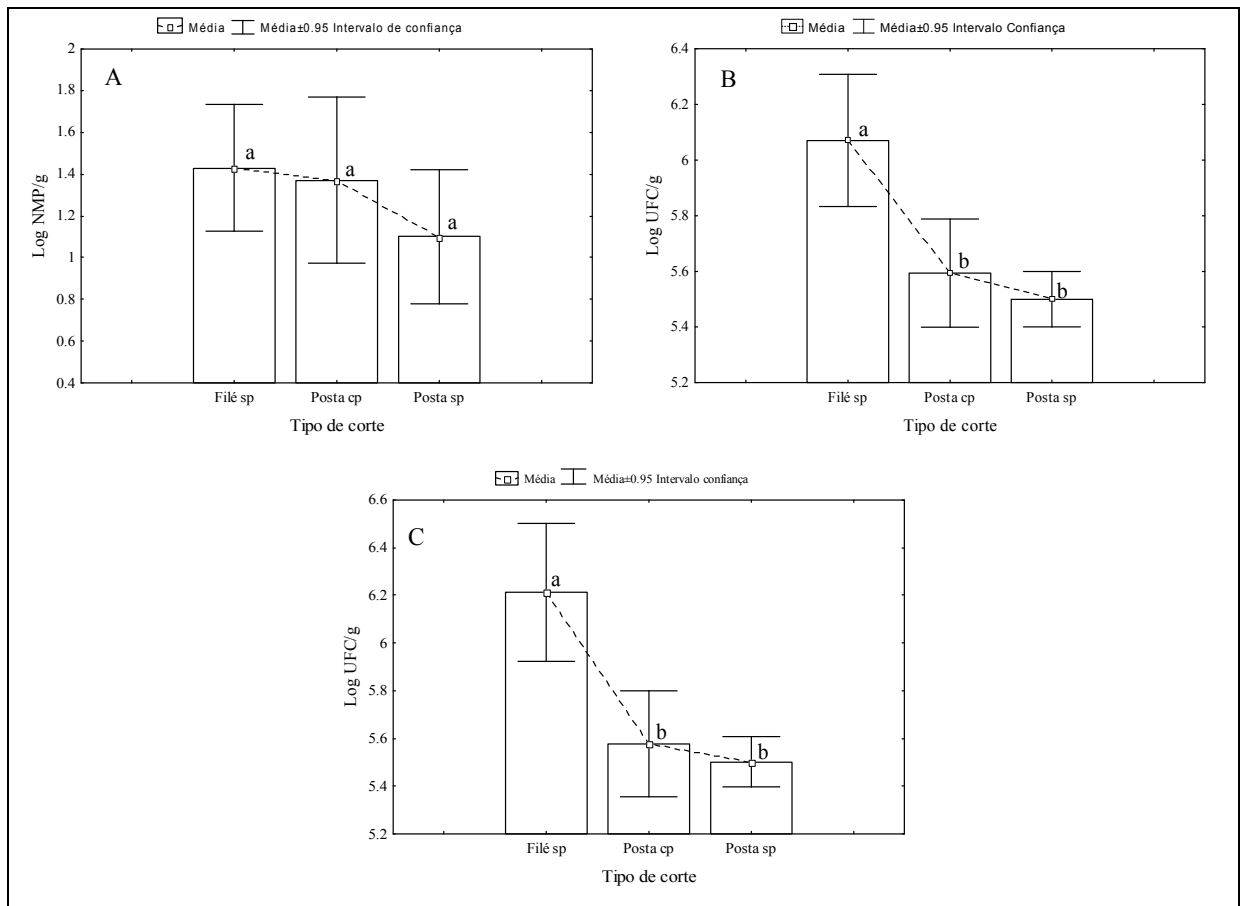 Média Média±0.95 Intervalo de confiança
A
2
1.8
1.6
1.4
1.2
1
0.8
0.6
0.4
Log NMP/g
a
a
a
Filé sp Posta cp Posta sp
Tipo de corte
Média Média±0.95 Intervalo Confiança
B
6.4
6.2
6
5.8
5.6
5.4
5.2
Log UFC/g
a
b
b
Filé sp Posta cp Posta sp
Tipo de corte
Média Média±0.95 Intervalo confiança
C
6.6
6.4
6.2
6
5.8
5.6
5.4
5.2
Log UFC/g
a
b
b
Filé sp Posta cp Posta sp
Tipo de corte